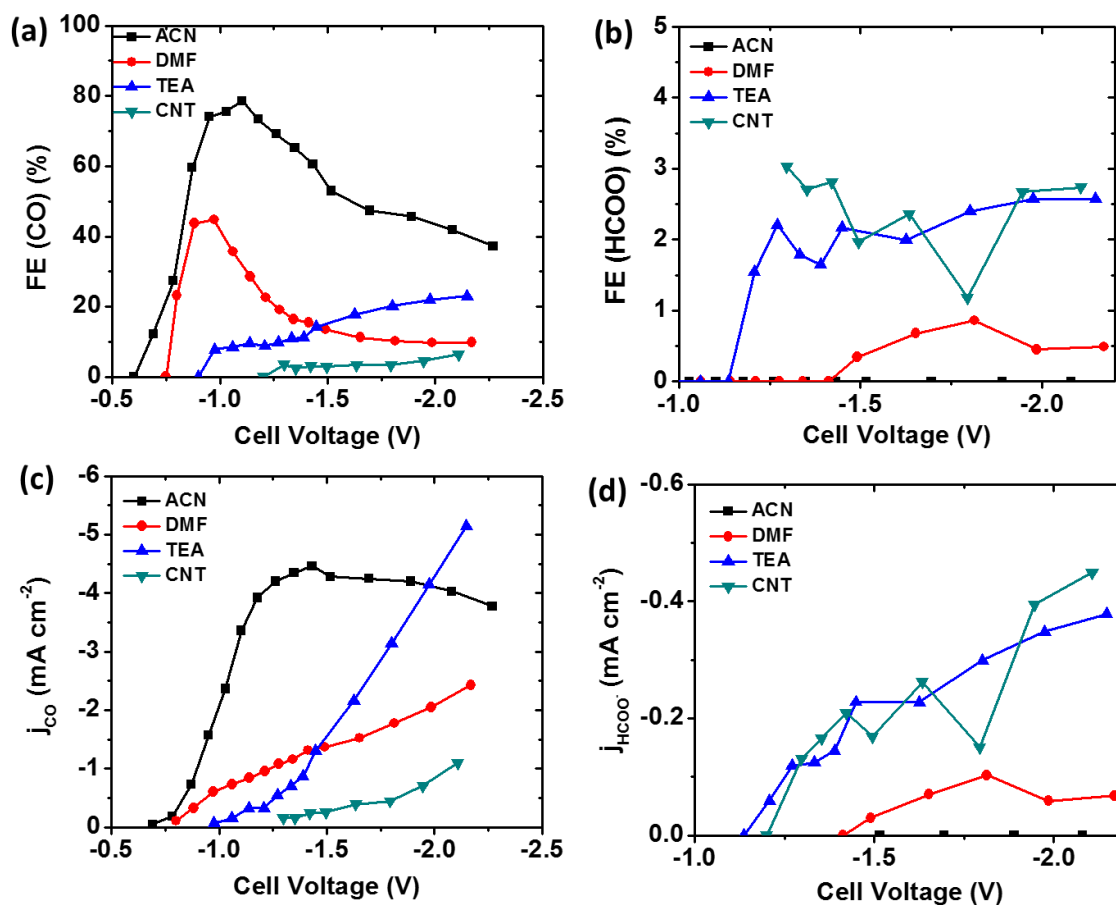 (a)
ACN
DMF
TEA
CNT
100
80
60
40
20
0
FE (CO) (%)
-0.5 -1.0 -1.5 -2.0 -2.5
Cell Voltage (V)
(b)
ACN
DMF
TEA
CNT
5
4
3
2
1
0
FE (HCOO) (%)
-1.0 -1.5 -2.0
Cell Voltage (V)
(c)
ACN
DMF
TEA
CNT
-6
-5
-4
-3
-2
-1
0
jCO (mA cm-2)
-0.5 -1.0 -1.5 -2.0 -2.5
Cell Voltage (V)
(d)
ACN
DMF
TEA
CNT
-0.6
-0.4
-0.2
0.0
jHCOO- (mA cm-2)
-1.0 -1.5 -2.0
Cell Voltage (V)